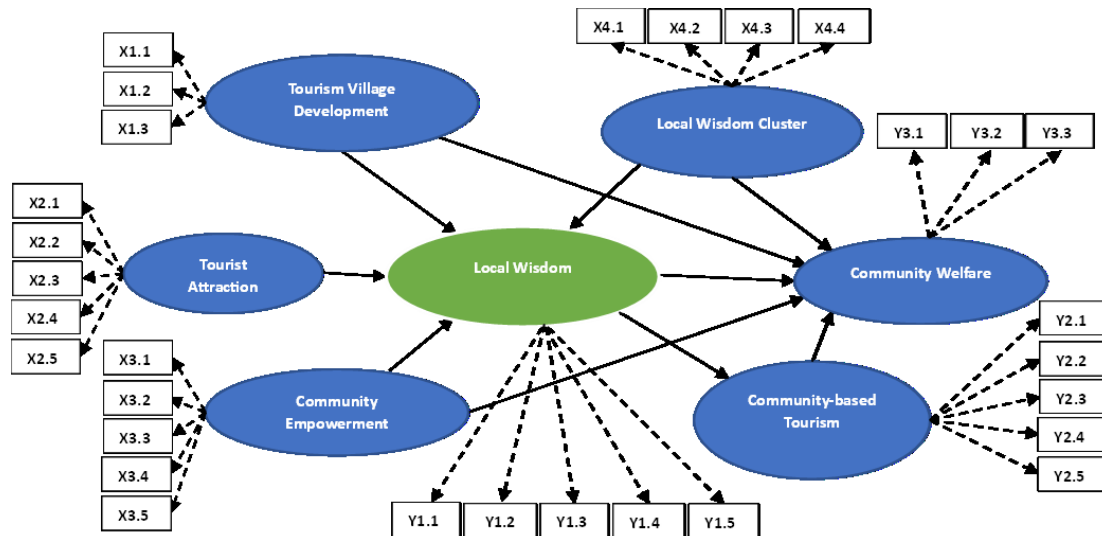 X4.1
X4.2
X4.3
X4.4
X1.1
X1.2
X1.3
Tourism Village
Development
Local Wisdom Cluster
Y3.1
Y3.2
Y3.3
X2.1
X2.2
X2.3
X2.4
X2.5
Tourist
Attraction
Local Wisdom
Community Welfare
X3.1
X3.2
X3.3
X3.4
X3.5
Community
Empowerment
Community-based
Tourism
Y2.1
Y2.2
Y2.3
Y2.4
Y2.5
Y1.1
Y1.2
Y1.3
Y1.4
Y1.5